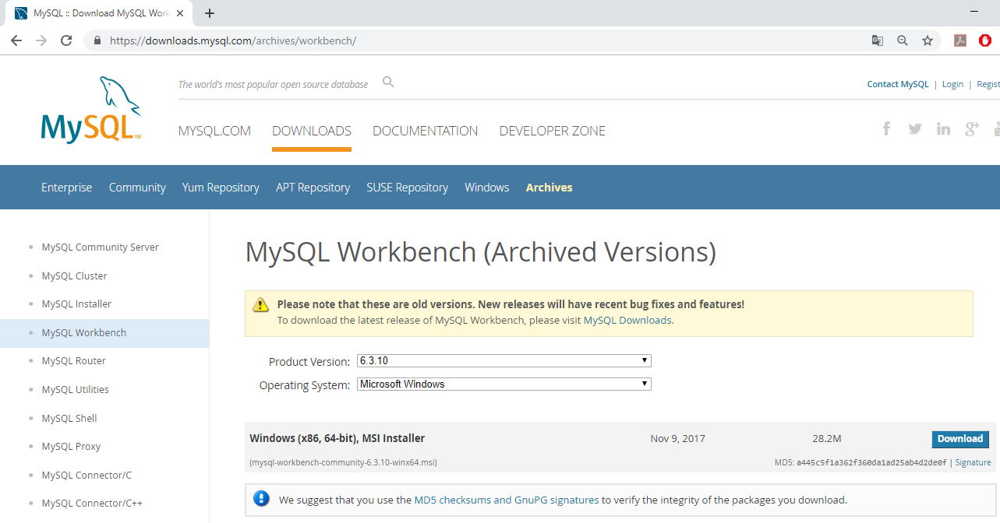 MySQL :: Download MySQL Work
https://downloads.mysql.com/archives/workbench/
MySQL™
The world's most popular open source database
Contact MySQL | Login | Regist
MYSQL.COM DOWNLOADS DOCUMENTATION DEVELOPER ZONE
Enterprise Community Yum Repository APT Repository SUSE Repository Windows Archives
MySQL Community Server
MySQL Cluster
MySQL Installer
MySQL Workbench
MySQL Router
MySQL Utilities
MySQL Shell
MySQL Proxy
MySQL Connector/C
MySQL Connector/C++
MySQL Workbench (Archived Versions)
Please note that these are old versions. New releases will have recent bug fixes and features!
To download the latest release of MySQL Workbench, please visit MySQL Downloads.
Product Version: 6.3.10
Operating System: Microsoft Windows
Windows (x86, 64-bit), MSI Installer Nov 9, 2017 28.2M Download
(mysql-workbench-community-6.3.10-winx64.msi) MD5: a445c5f1a362f360da1ad25ab4d2de0f | Signature
We suggest that you use the MD5 checksums and GnuPG signatures to verify the integrity of the packages you download.